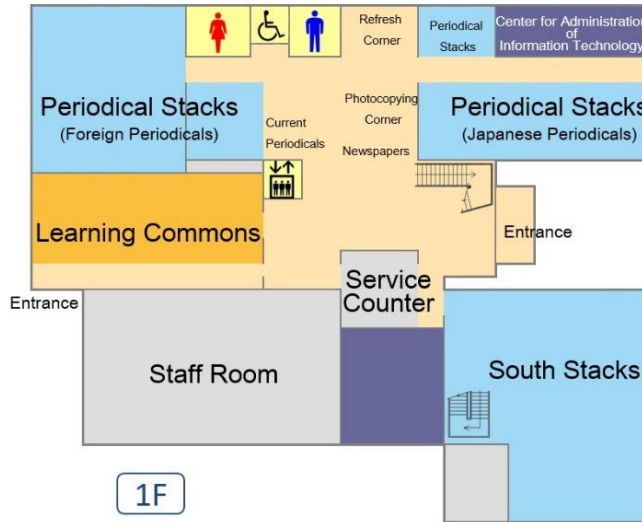 Refresh
Corner
Periodical
Stacks
Center for Administration
of
Information Technology
Periodical Stacks
(Foreign Periodicals)
Current
Periodicals
Photocopying
Corner
Newspapers
Periodical Stacks
(Japanese Periodicals)
Learning Commons
Entrance
Entrance
Service
Counter
Staff Room
South Stacks
1F